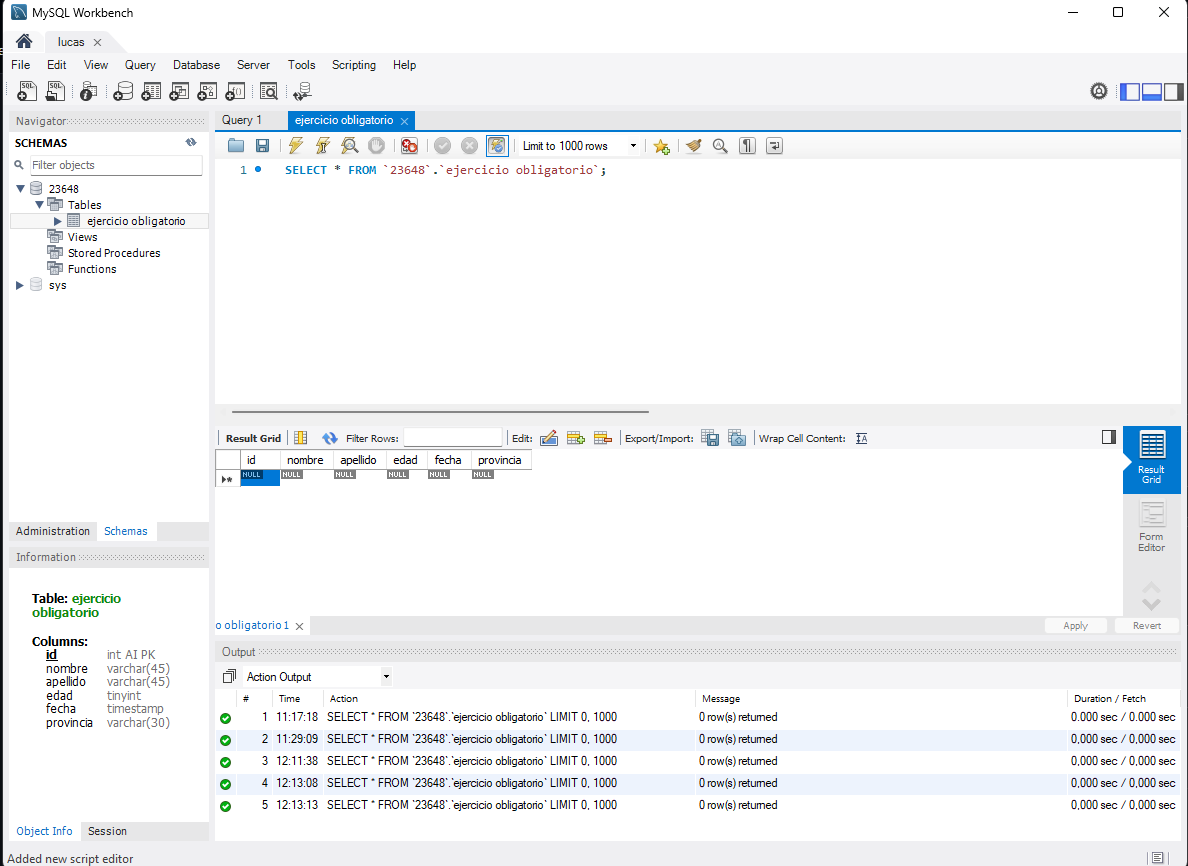 MySQL Workbench
lucas
File Edit View Query Database Server Tools Scripting Help
Navigator
SCHEMAS
Filter objects
23648
Tables
ejercicio obligatorio
Views
Stored Procedures
Functions
sys
Administration Schemas
Information
Table: ejercicio
obligatorio
Columns:
id int AI PK
nombre varchar(45)
apellido varchar(45)
edad tinyint
fecha timestamp
provincia varchar(30)
Object Info Session
Query 1 ejercicio obligatorio
Limit to 1000 rows
1 SELECT * FROM `23648`.`ejercicio obligatorio`;
Result Grid Filter Rows: Edit: Export/Import: Wrap Cell Content:
id nombre apellido edad fecha provincia
NULL NULL NULL NULL NULL NULL
Result
Grid
Form
Editor
o obligatorio 1
Apply Revert
Output
Action Output
# Time Action Message Duration / Fetch
1 11:17:18 SELECT * FROM `23648`.`ejercicio obligatorio` LIMIT 0, 1000 0 row(s) returned 0.000 sec / 0.000 sec
2 11:29:09 SELECT * FROM `23648`.`ejercicio obligatorio` LIMIT 0, 1000 0 row(s) returned 0,000 sec / 0.000 sec
3 12:11:38 SELECT * FROM `23648`.`ejercicio obligatorio` LIMIT 0, 1000 0 row(s) returned 0,000 sec / 0.000 sec
4 12:13:08 SELECT * FROM `23648`.`ejercicio obligatorio` LIMIT 0, 1000 0 row(s) returned 0,000 sec / 0,000 sec
5 12:13:13 SELECT * FROM `23648`.`ejercicio obligatorio` LIMIT 0, 1000 0 row(s) returned 0,000 sec / 0,000 sec
Added new script editor